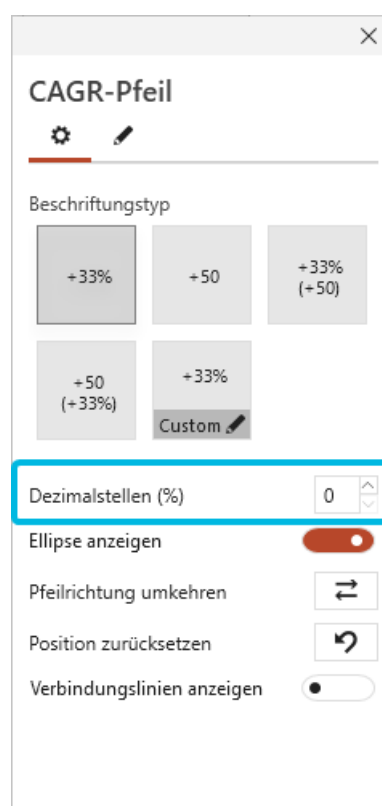 CAGR-Pfeil
Beschriftungstyp
+33%
+50
+33%
(+50)
+50
(+33%)
+33%
Custom
Dezimalstellen (%)
0
Ellipse anzeigen
Pfeilrichtung umkehren
Position zurücksetzen
Verbindungslinien anzeigen